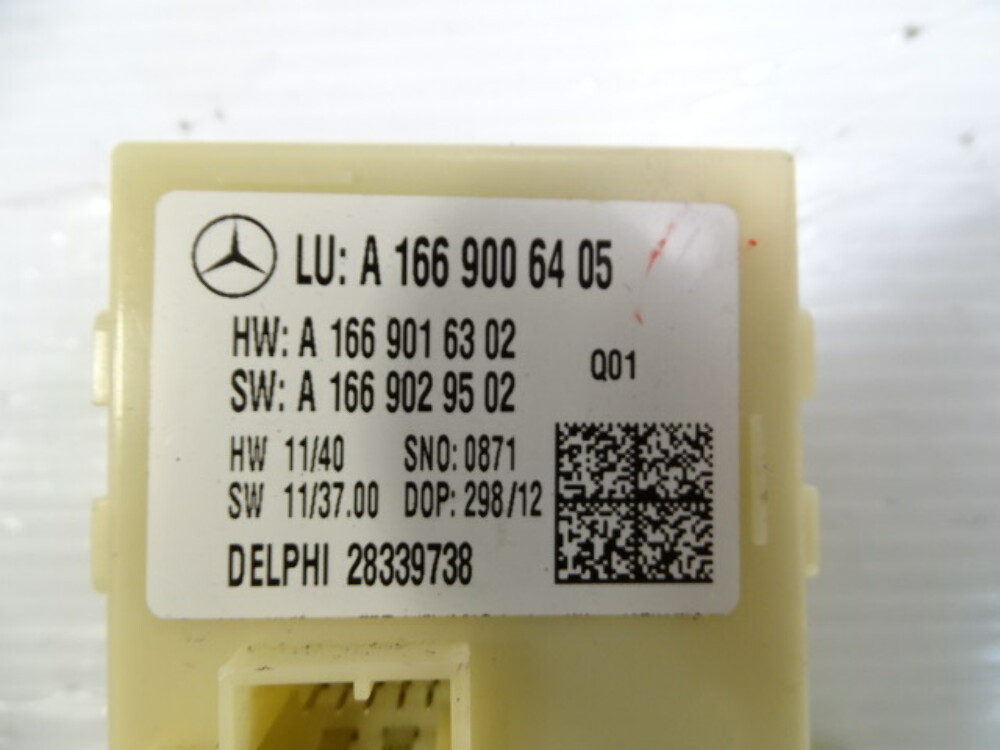 LU: A 166 900 64 05
HW: A 166 901 63 02
SW: A 166 902 95 02
Q01
HW 11/40 SNO: 0871
SW 11/37.00 DOP: 298/12
DELPHI 28339738